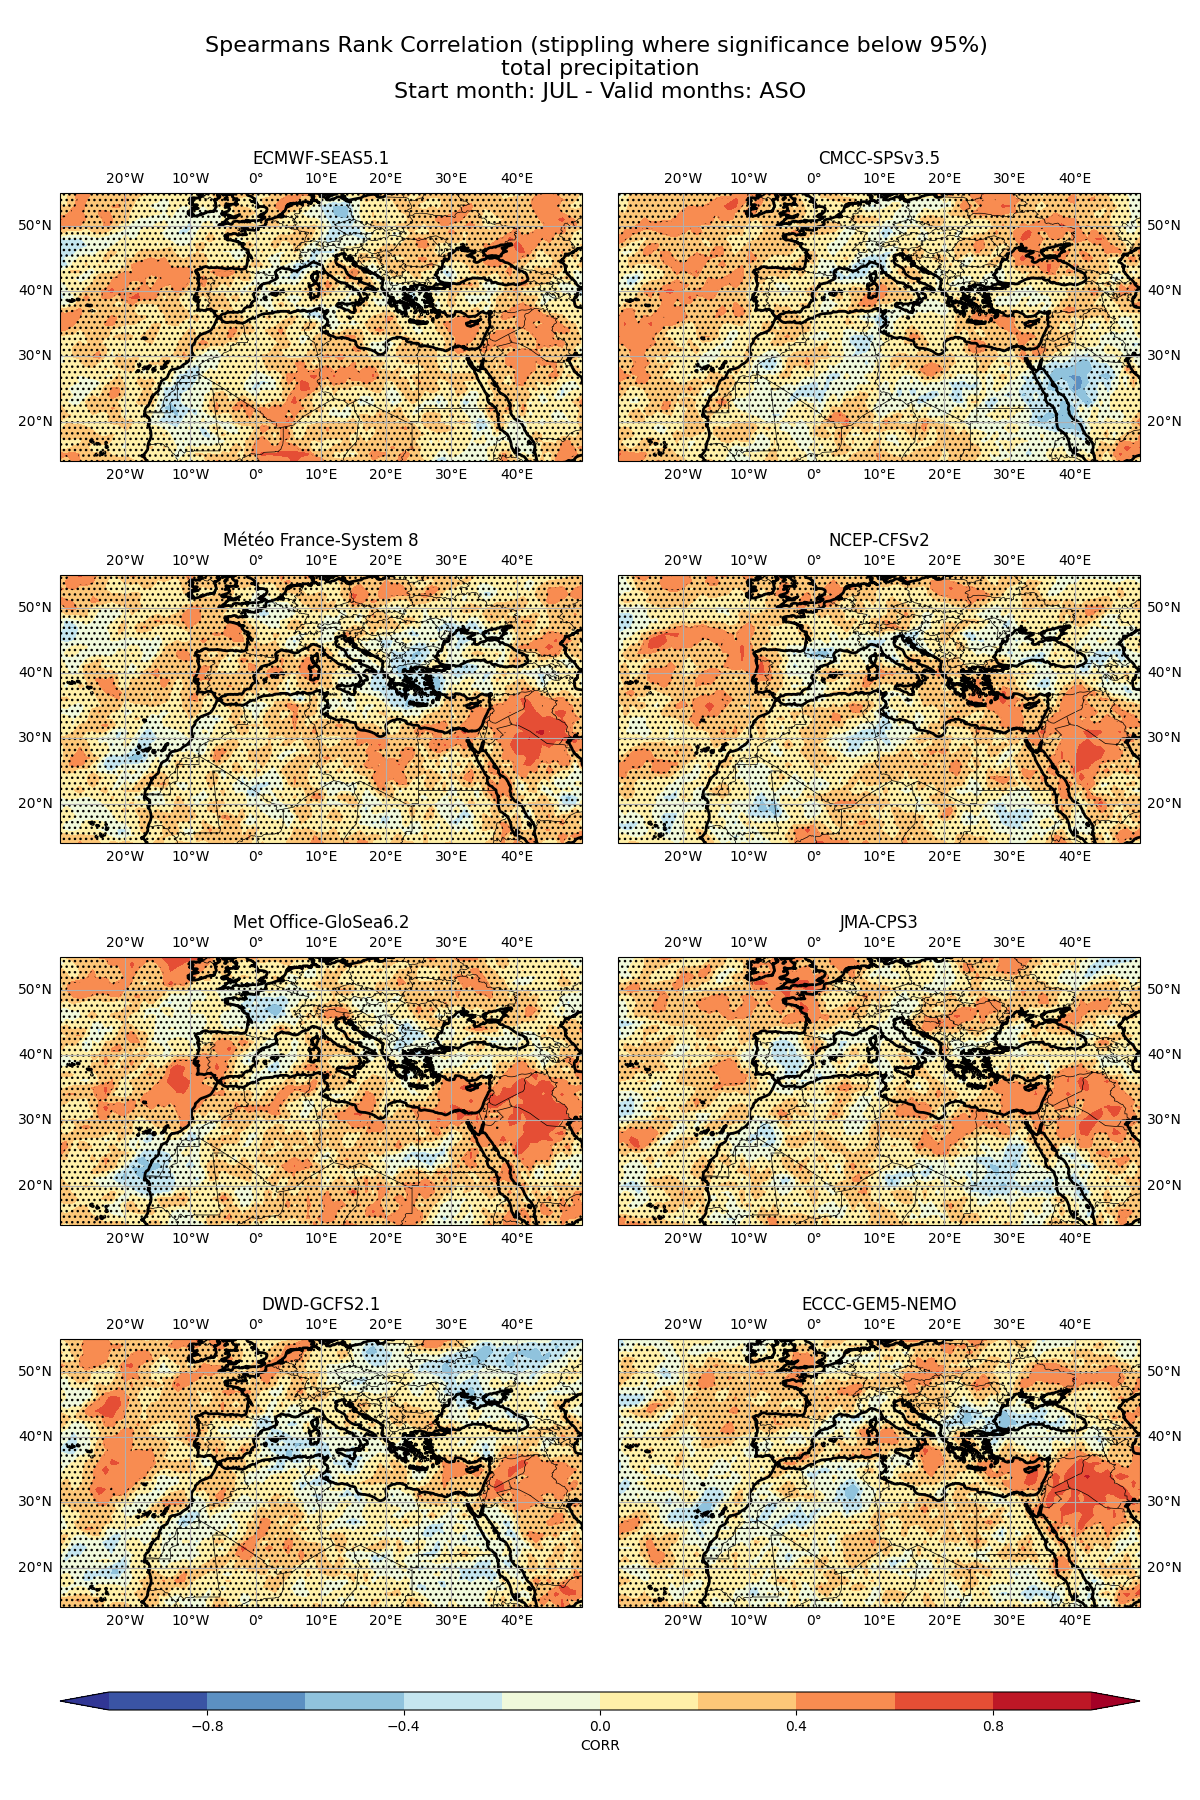 Spearmans Rank Correlation (stippling where significance below 95%)
total precipitation
Start month: JUL - Valid months: ASO
ECMWF-SEAS5.1
20°W 10°W 0° 10°E 20°E 30°E 40°E
50°N
40°N
30°N
20°N
20°W 10°W 0° 10°E 20°E 30°E 40°E
CMCC-SPSv3.5
20°W 10°W 0° 10°E 20°E 30°E 40°E
50°N
40°N
30°N
20°N
20°W 10°W 0° 10°E 20°E 30°E 40°E
Météo France-System 8
20°W 10°W 0° 10°E 20°E 30°E 40°E
50°N
40°N
30°N
20°N
20°W 10°W 0° 10°E 20°E 30°E 40°E
NCEP-CFSv2
20°W 10°W 0° 10°E 20°E 30°E 40°E
50°N
40°N
30°N
20°N
20°W 10°W 0° 10°E 20°E 30°E 40°E
Met Office-GloSea6.2
20°W 10°W 0° 10°E 20°E 30°E 40°E
50°N
40°N
30°N
20°N
20°W 10°W 0° 10°E 20°E 30°E 40°E
JMA-CPS3
20°W 10°W 0° 10°E 20°E 30°E 40°E
50°N
40°N
30°N
20°N
20°W 10°W 0° 10°E 20°E 30°E 40°E
DWD-GCFS2.1
20°W 10°W 0° 10°E 20°E 30°E 40°E
50°N
40°N
30°N
20°N
20°W 10°W 0° 10°E 20°E 30°E 40°E
ECCC-GEM5-NEMO
20°W 10°W 0° 10°E 20°E 30°E 40°E
50°N
40°N
30°N
20°N
20°W 10°W 0° 10°E 20°E 30°E 40°E
−0.8 −0.4 0.0 0.4 0.8
CORR